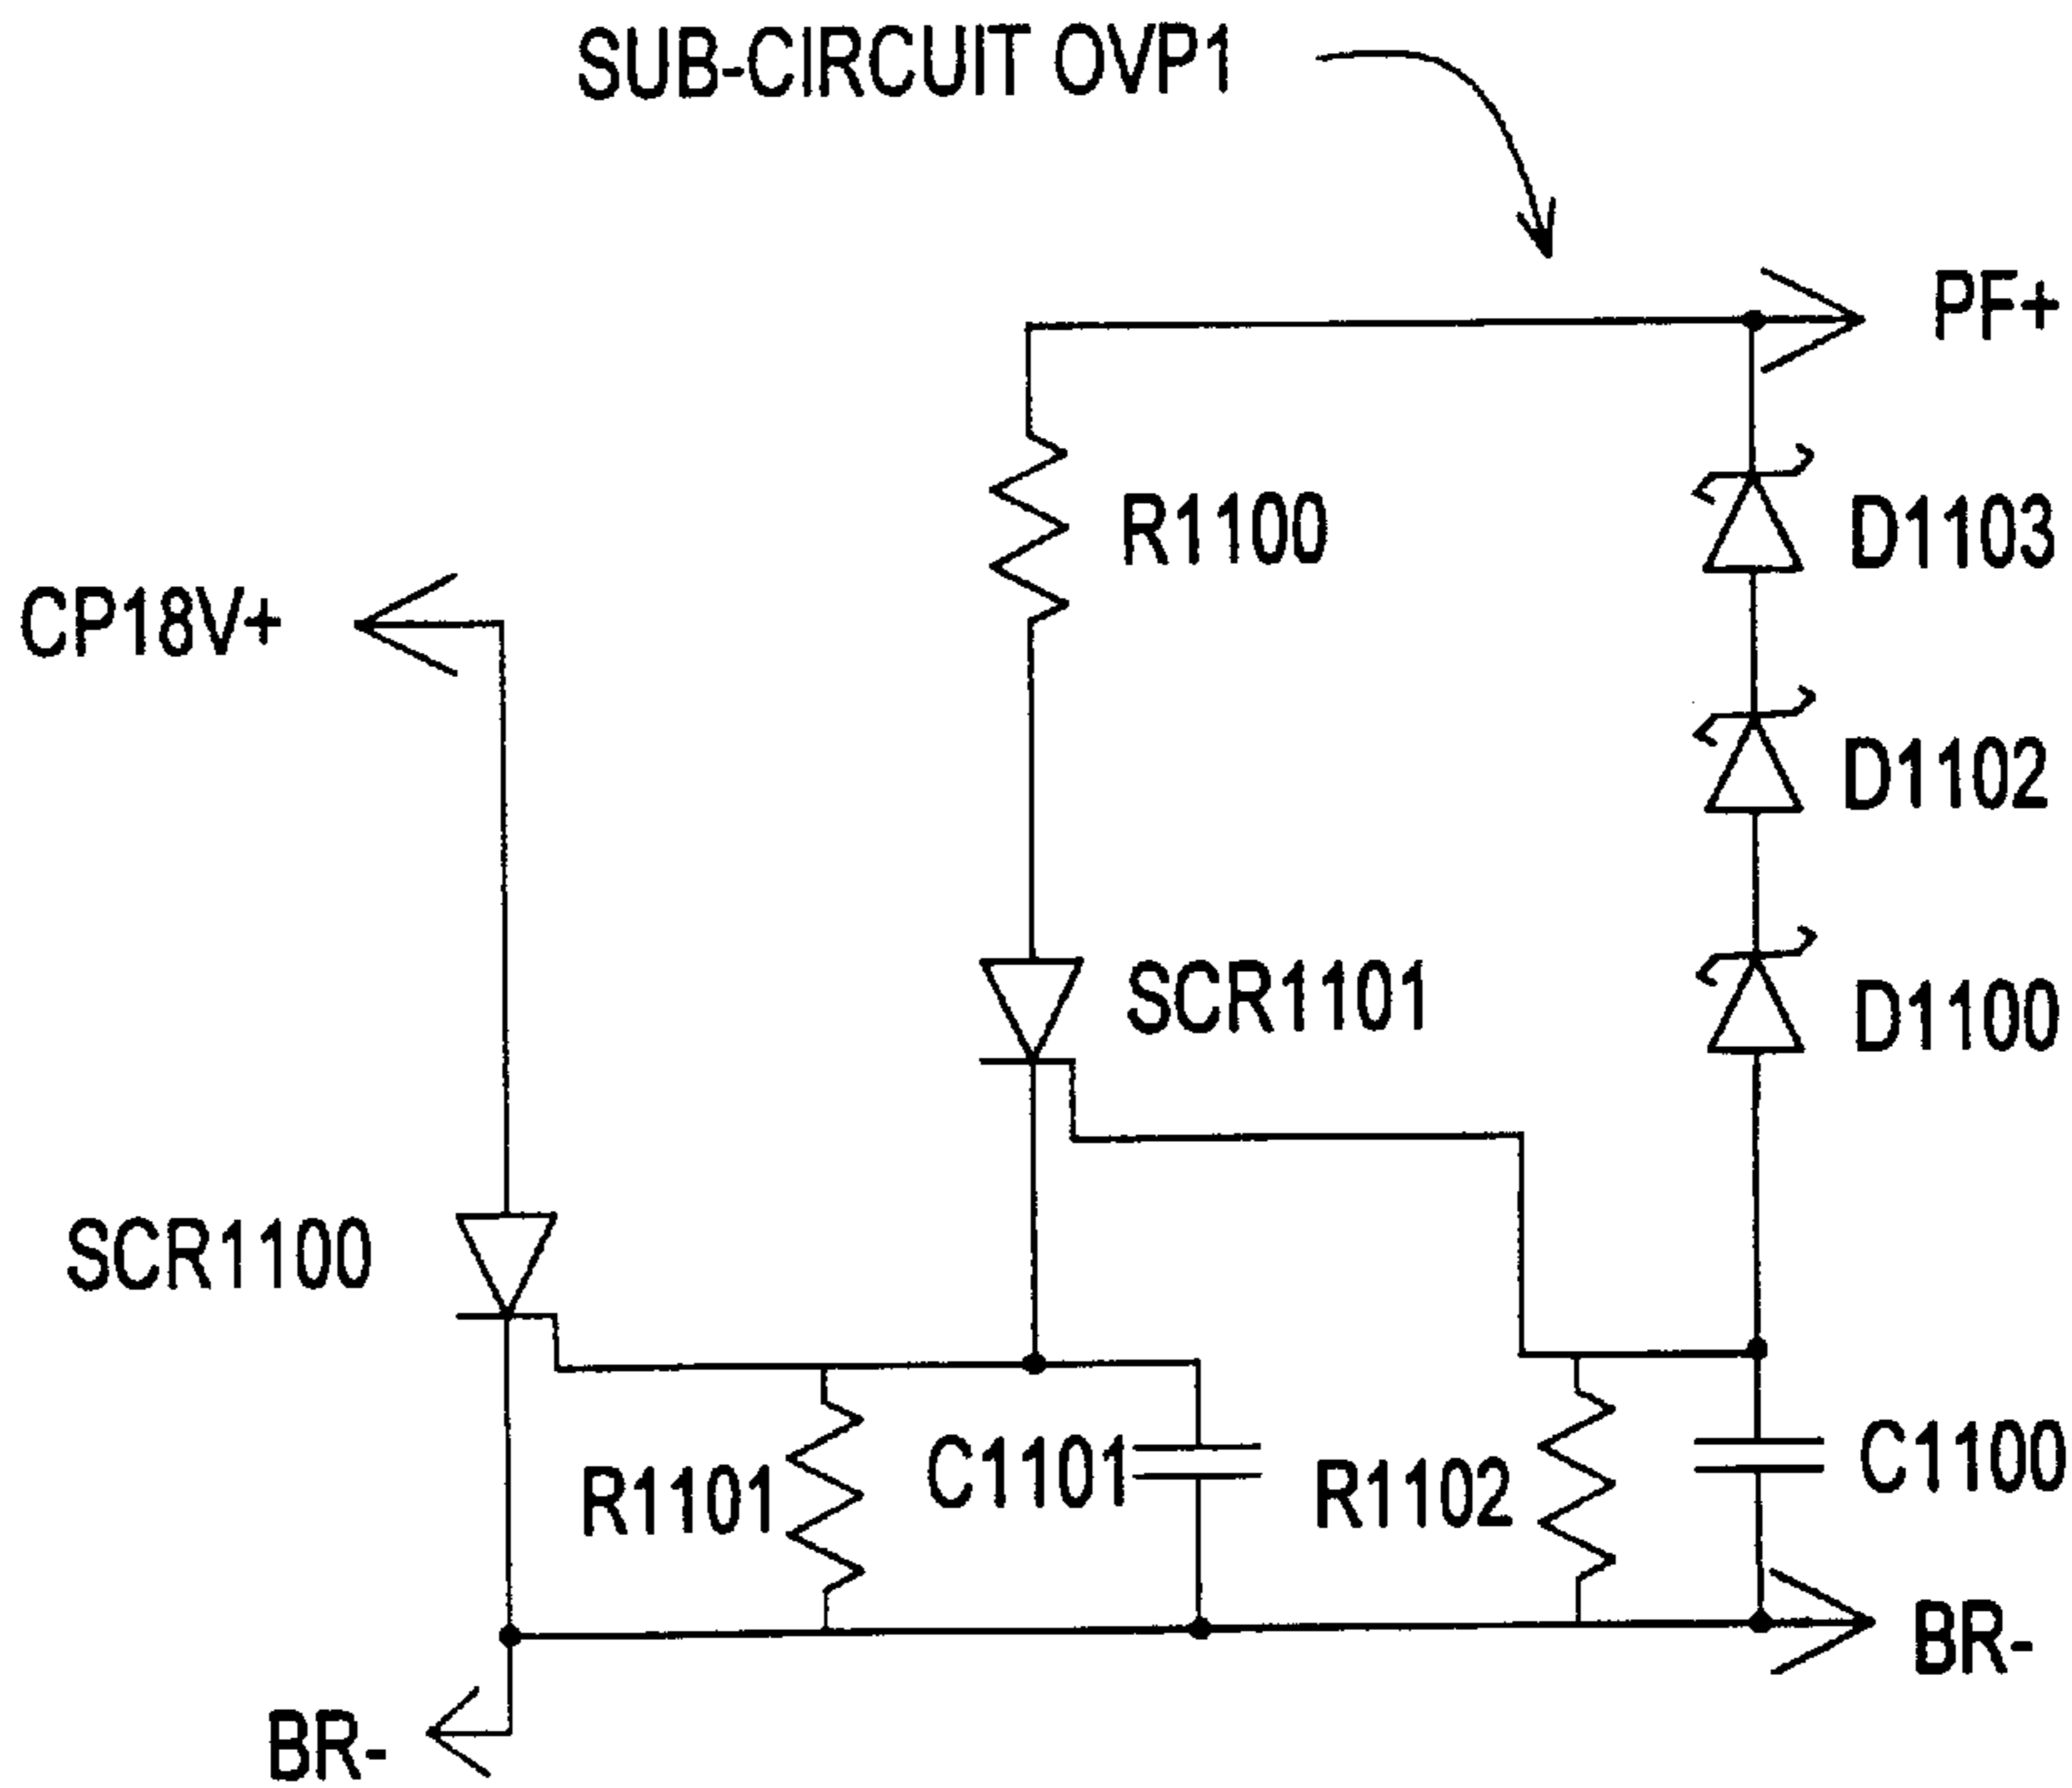 SUB-CIRCUIT OVP1
PF+
R1100
D1103
CP18V+
D1102
SCR1101
D1100
SCR1100
C1100
R1101
C1101
R1102
BR-
BR-